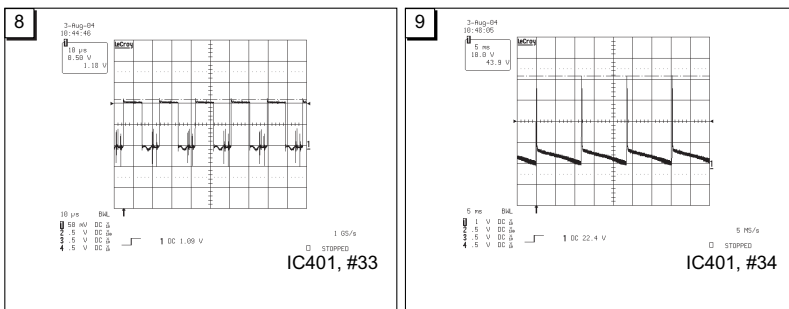 8
3-Aug-04
10:44:46
1
10 µs
0.50 V
1.18 V
LeCroy
1
10 µs BWL
1 50 mV DC
2 .5 V DC
3 .5 V DC
4 .5 V DC
1 DC 1.09 V
1 GS/s
STOPPED
IC401, #33
9
3-Aug-04
10:48:05
1
5 ms
10.0 V
43.9 V
LeCroy
1
5 ms BWL
1 1 V DC
2 .5 V DC
3 .5 V DC
4 .5 V DC
1 DC 22.4 V
5 MS/s
STOPPED
IC401, #34